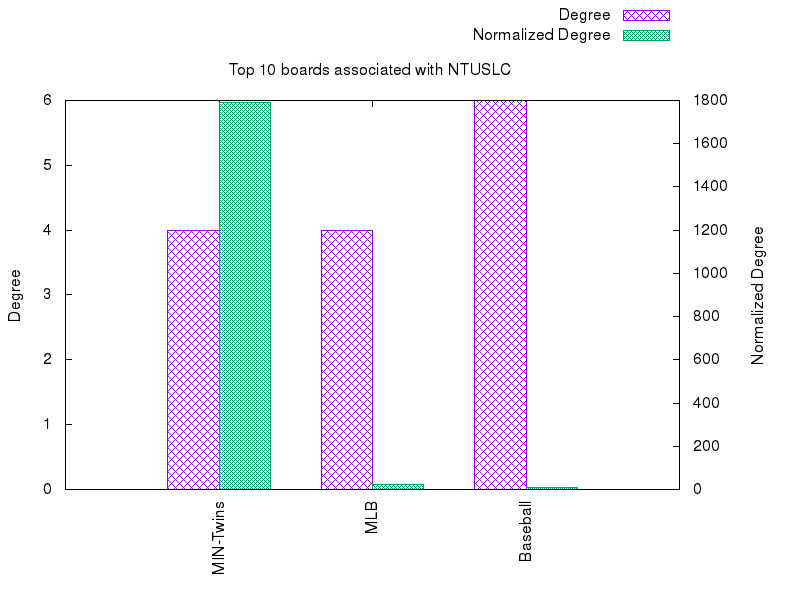 Degree
Normalized Degree
Top 10 boards associated with NTUSLC
6
5
4
3
2
1
0
1800
1600
1400
1200
1000
800
600
400
200
0
Degree
Normalized Degree
MIN-Twins
MLB
Baseball